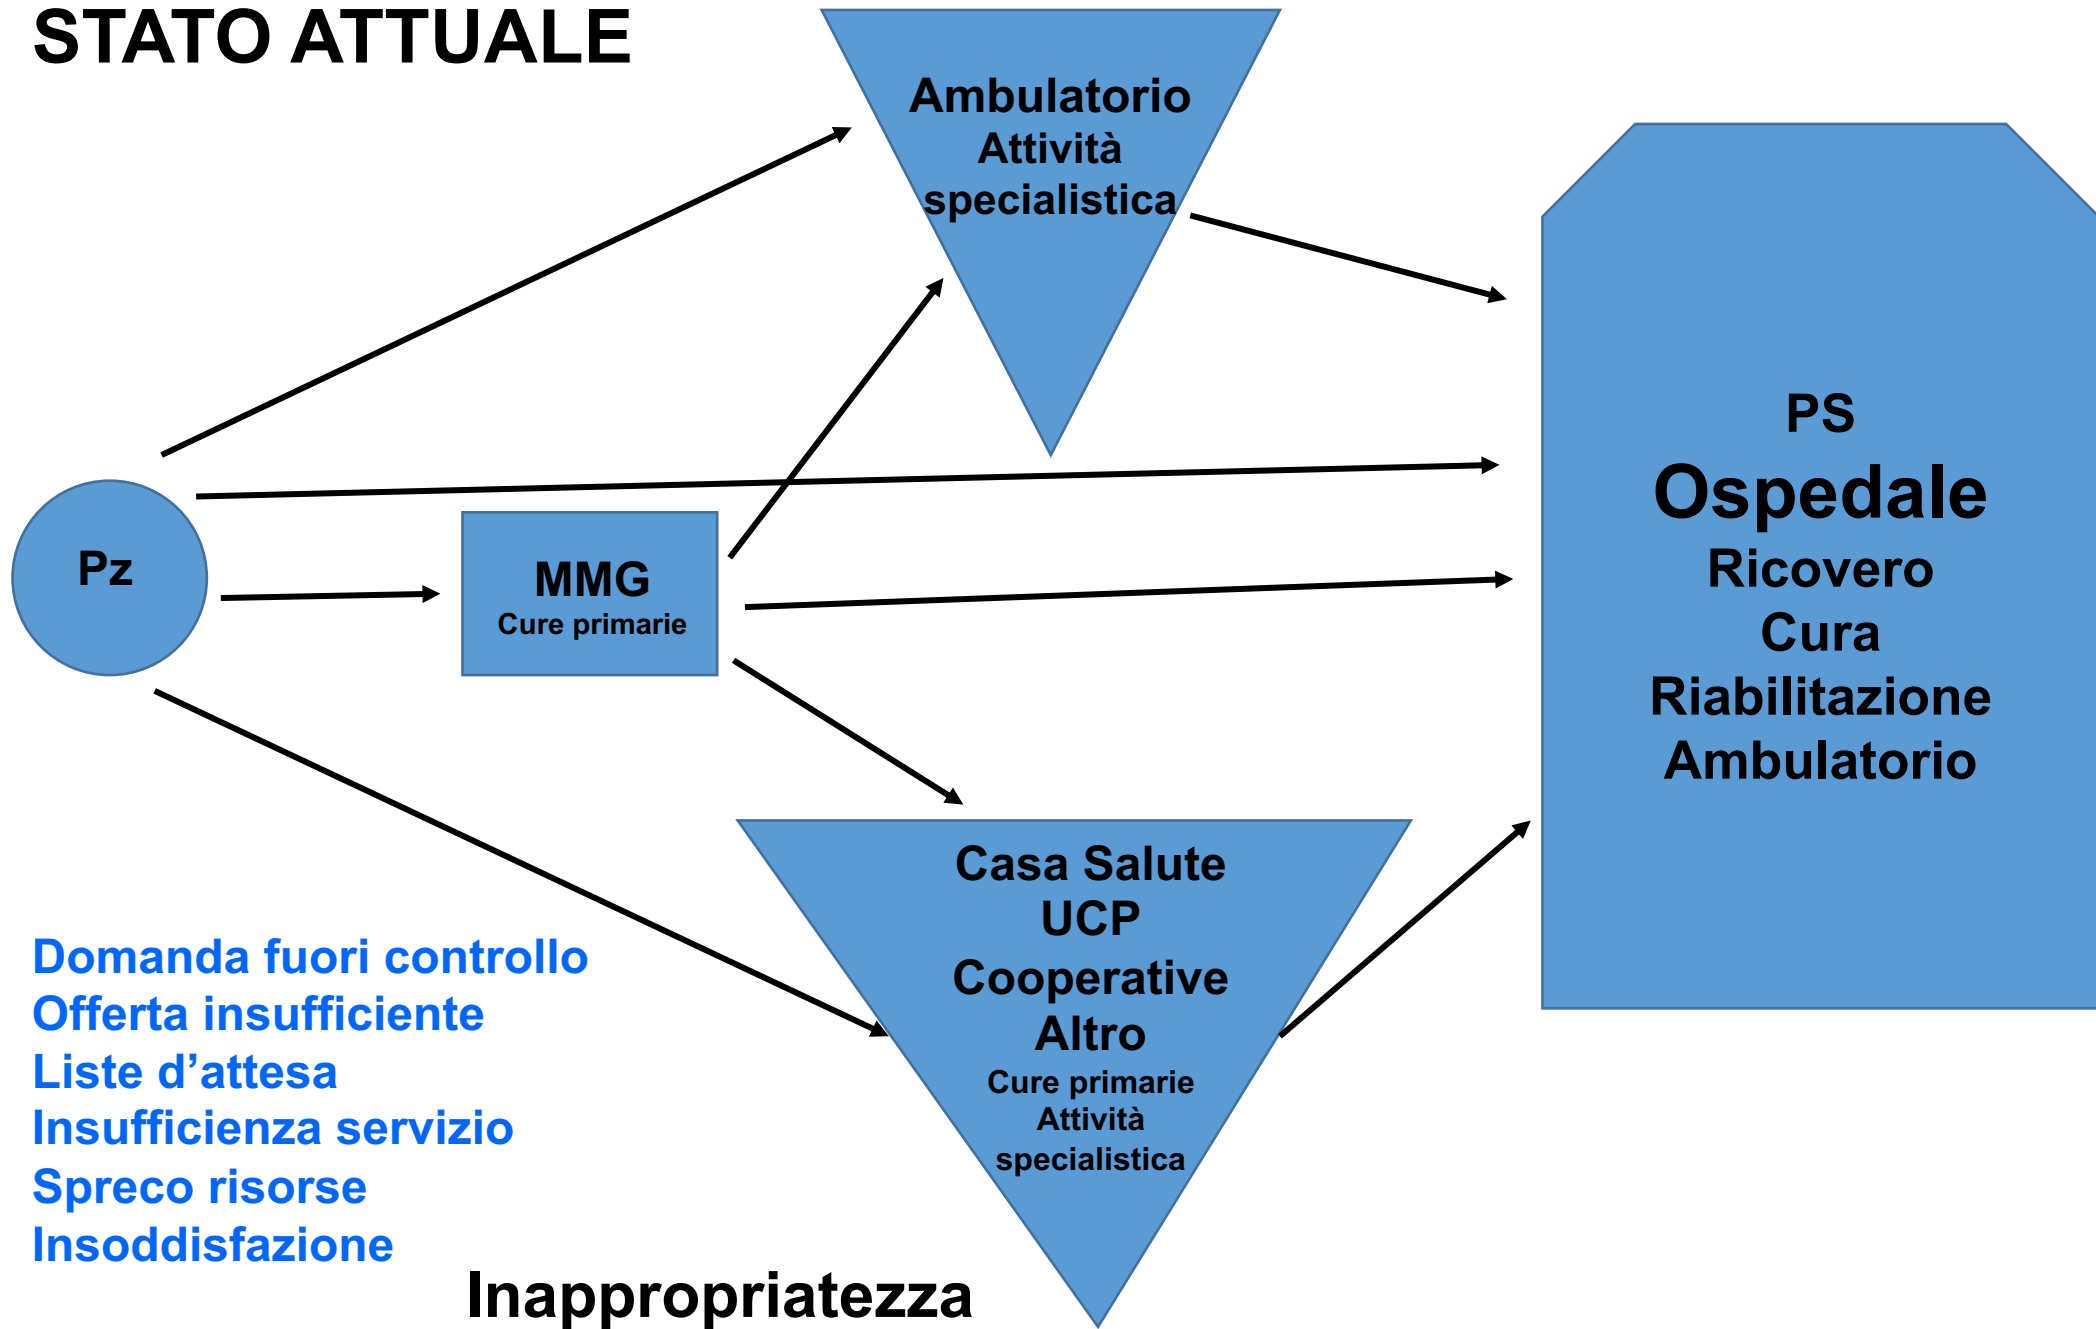 STATO ATTUALE
Ambulatorio
Attività
specialistica
Pz
MMG
Cure primarie
PS
Ospedale
Ricovero
Cura
Riabilitazione
Ambulatorio
Casa Salute
UCP
Cooperative
Altro
Cure primarie
Attività
specialistica
Domanda fuori controllo
Offerta insufficiente
Liste d’attesa
Insufficienza servizio
Spreco risorse
Insoddisfazione
Inappropriatezza